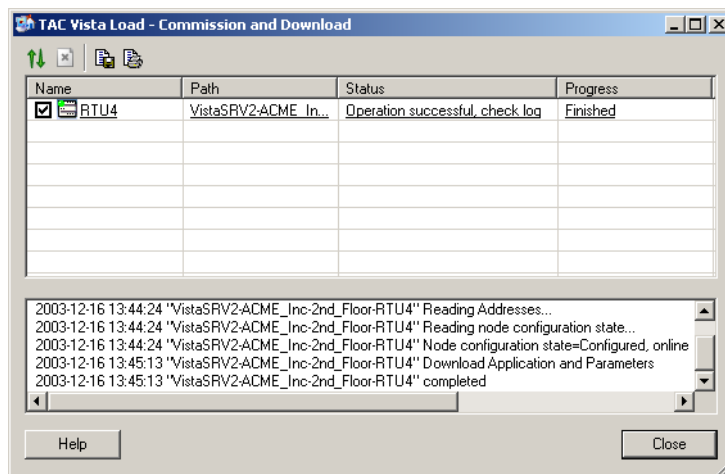 TAC Vista Load - Commission and Download
Name Path Status Progress
RTU4 VistaSRV2-ACME_In... Operation successful, check log Finished
2003-12-16 13:44:24 "VistaSRV2-ACME_Inc-2nd_Floor-RTU4" Reading Addresses...
2003-12-16 13:44:24 "VistaSRV2-ACME_Inc-2nd_Floor-RTU4" Reading node configuration state...
2003-12-16 13:44:24 "VistaSRV2-ACME_Inc-2nd_Floor-RTU4" Node configuration state=Configured, online
2003-12-16 13:45:13 "VistaSRV2-ACME_Inc-2nd_Floor-RTU4" Download Application and Parameters
2003-12-16 13:45:13 "VistaSRV2-ACME_Inc-2nd_Floor-RTU4" completed
Help Close